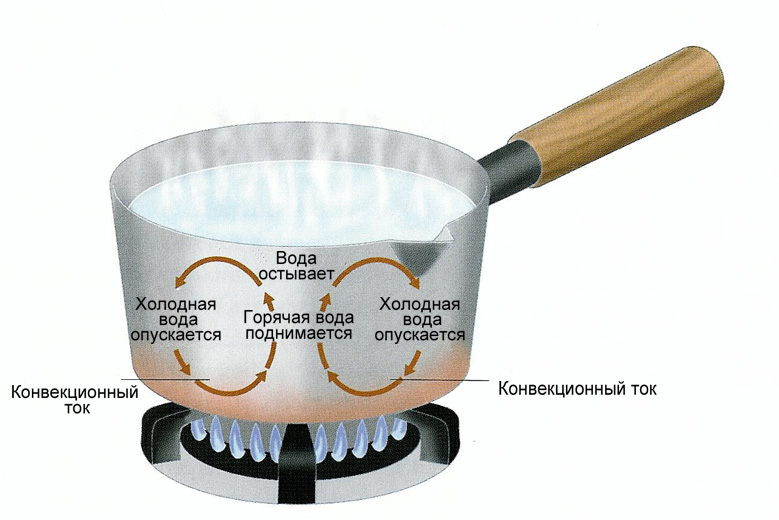 Вода
остывает
Холодная
вода
опускается
Горячая вода
поднимается
Холодная
вода
опускается
Конвекционный
ток
Конвекционный ток